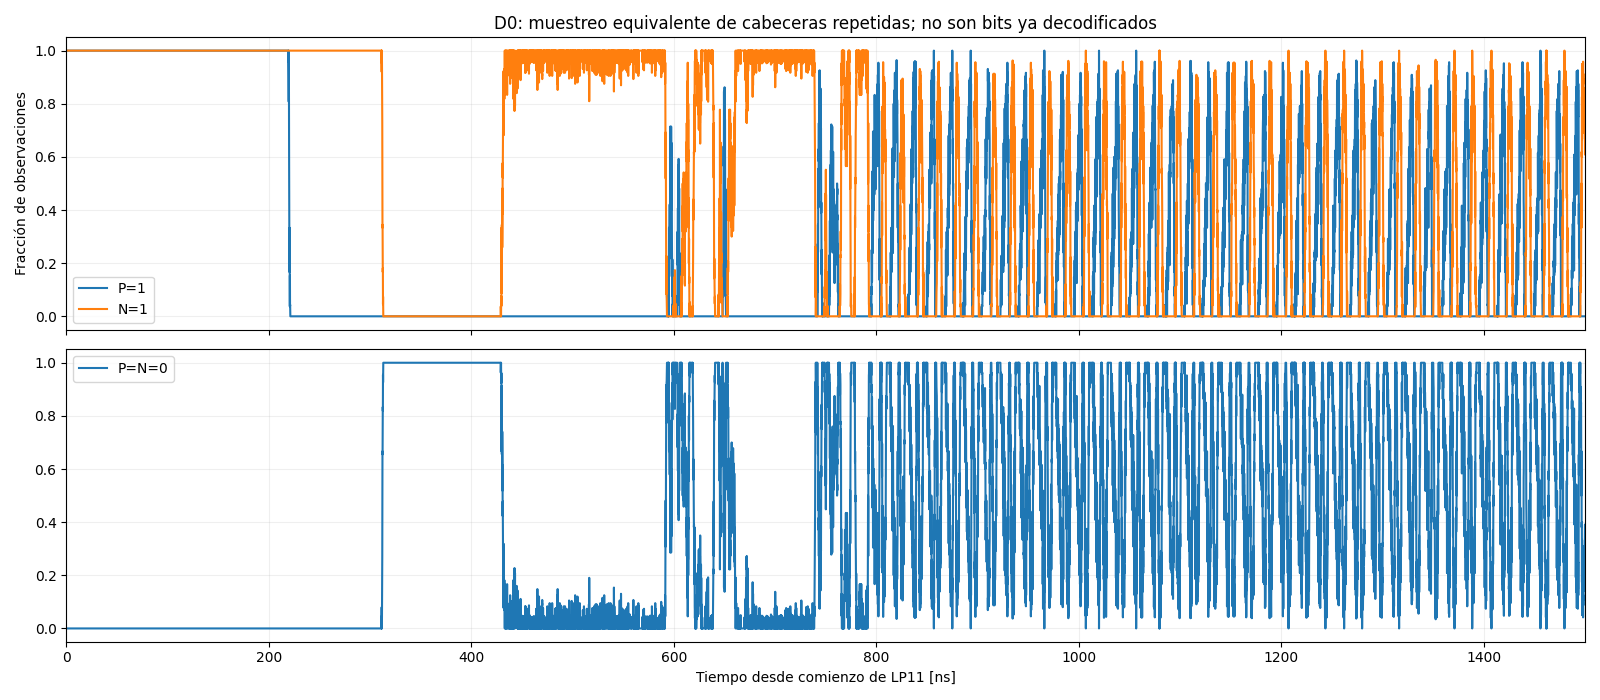 D0: muestreo equivalente de cabeceras repetidas; no son bits ya decodificados
Fracción de observaciones
1.0
0.8
0.6
0.4
0.2
0.0
P=1
N=1
1.0
0.8
0.6
0.4
0.2
0.0
P=N=0
0 200 400 600 800 1000 1200 1400
Tiempo desde comienzo de LP11 [ns]